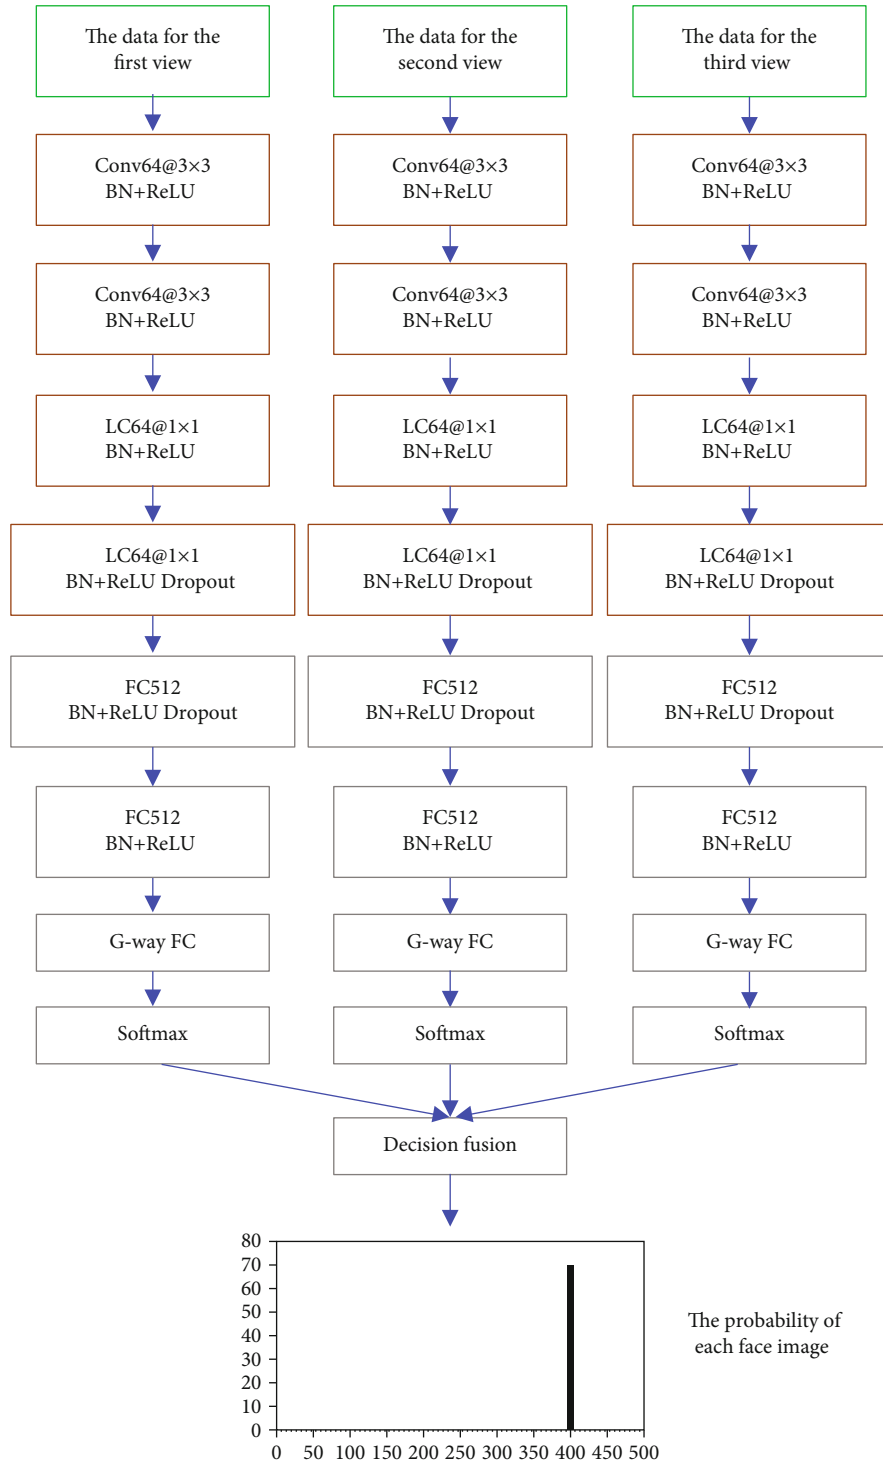 The data for the
first view
The data for the
second view
The data for the
third view
Conv64@3×3
BN+ReLU
Conv64@3×3
BN+ReLU
Conv64@3×3
BN+ReLU
Conv64@3×3
BN+ReLU
Conv64@3×3
BN+ReLU
Conv64@3×3
BN+ReLU
LC64@1×1
BN+ReLU
LC64@1×1
BN+ReLU
LC64@1×1
BN+ReLU
LC64@1×1
BN+ReLU Dropout
LC64@1×1
BN+ReLU Dropout
LC64@1×1
BN+ReLU Dropout
FC512
BN+ReLU Dropout
FC512
BN+ReLU Dropout
FC512
BN+ReLU Dropout
FC512
BN+ReLU
FC512
BN+ReLU
FC512
BN+ReLU
G-way FC
G-way FC
G-way FC
Softmax
Softmax
Softmax
Decision fusion
80
70
60
50
40
30
20
10
0
0 50 100 150 200 250 300 350 400 450 500
The probability of
each face image